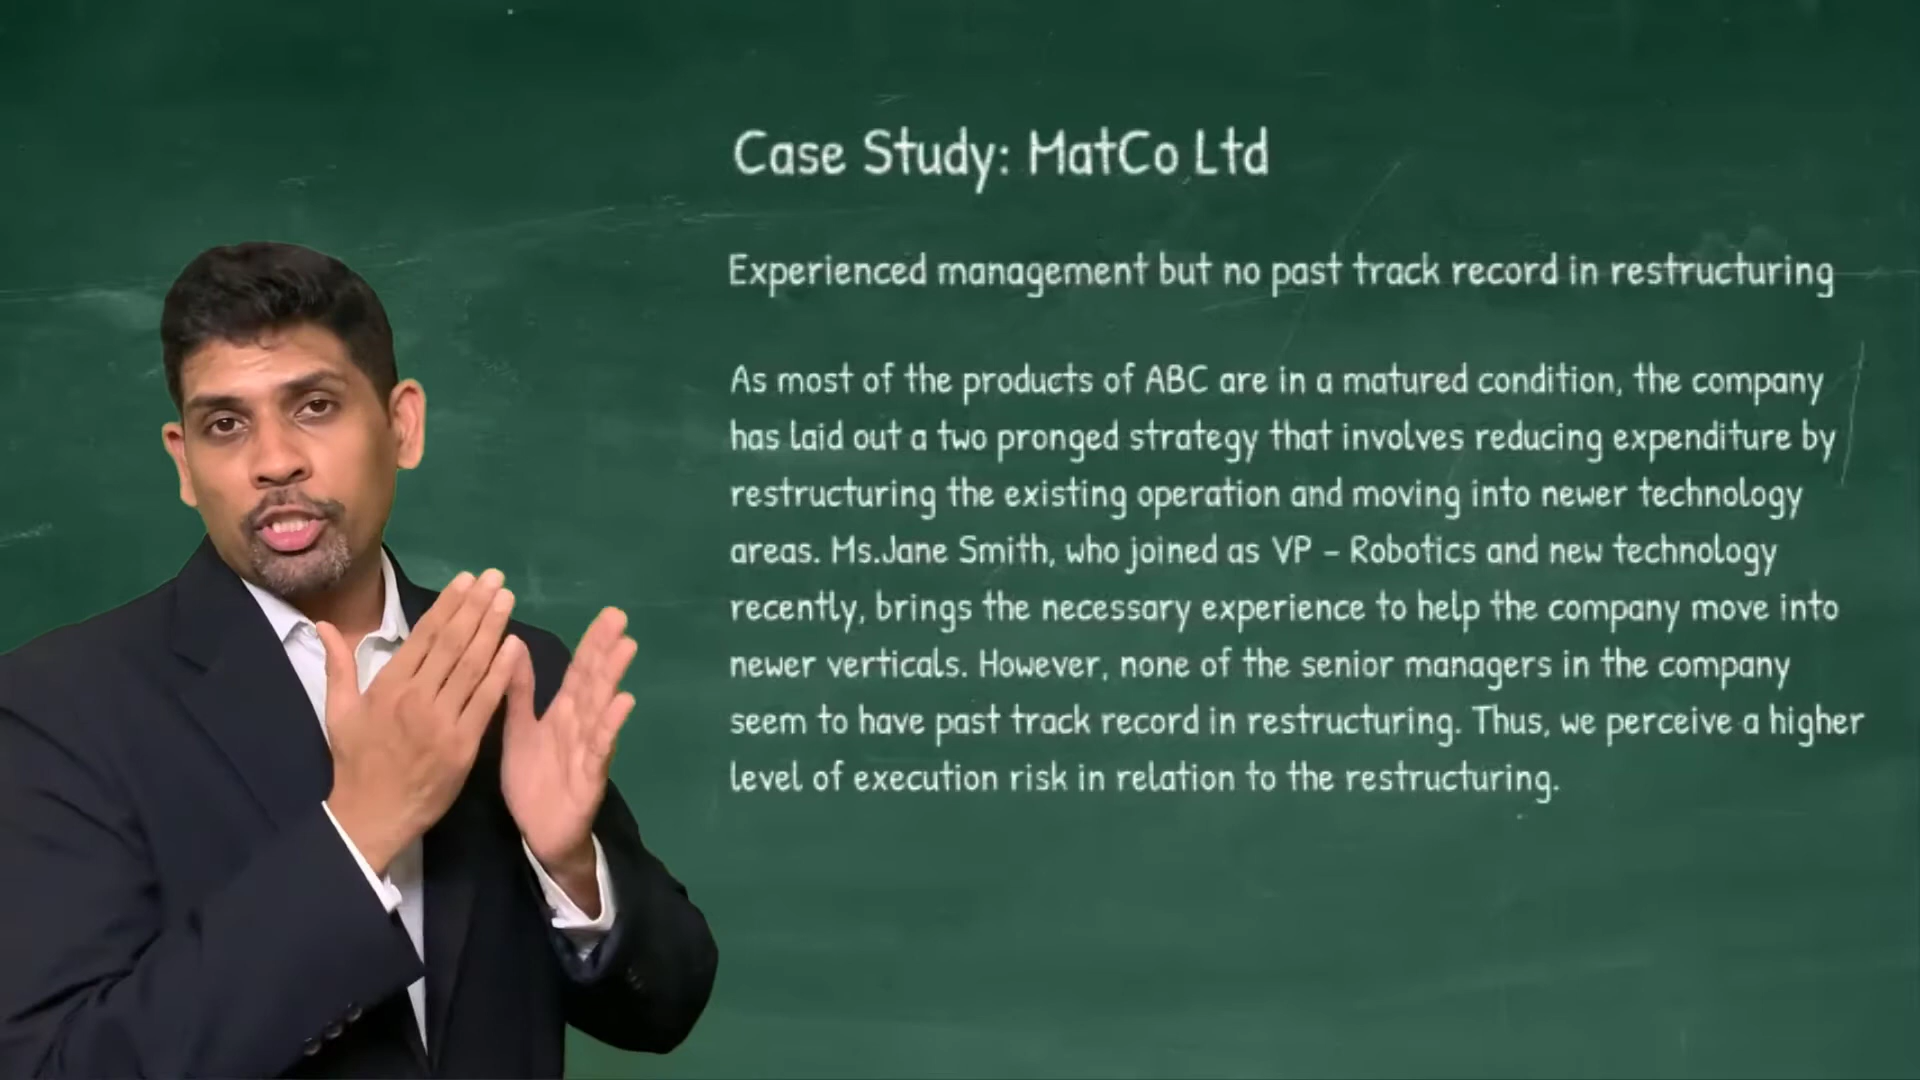 Case Study: MatCo Ltd
Experienced management but no past track record in restructuring
As most of the products of ABC are in a matured condition, the company
has laid out a two pronged strategy that involves reducing expenditure by
restructuring the existing operation and moving into newer technology
areas. Ms.Jane Smith, who joined as VP – Robotics and new technology
recently, brings the necessary experience to help the company move into
newer verticals. However, none of the senior managers in the company
seem to have past track record in restructuring. Thus, we perceive a higher
level of execution risk in relation to the restructuring.